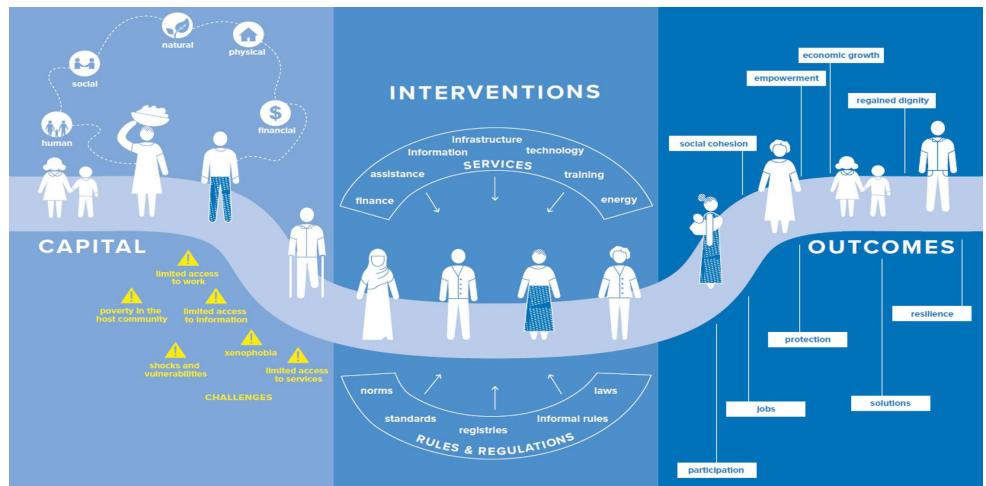 natural
physical
social
$
financial
human
CAPITAL
limited access
to work
poverty in the
host community
limited access
to information
xenophobia
shocks and
vulnerabilities
limited access
to services
CHALLENGES
INTERVENTIONS
infrastructure
information
technology
SERVICES
assistance
training
finance
energy
norms
laws
standards
informal rules
registries
RULES & REGULATIONS
economic growth
empowerment
regained dignity
social cohesion
OUTCOMES
resilience
protection
jobs
solutions
participation